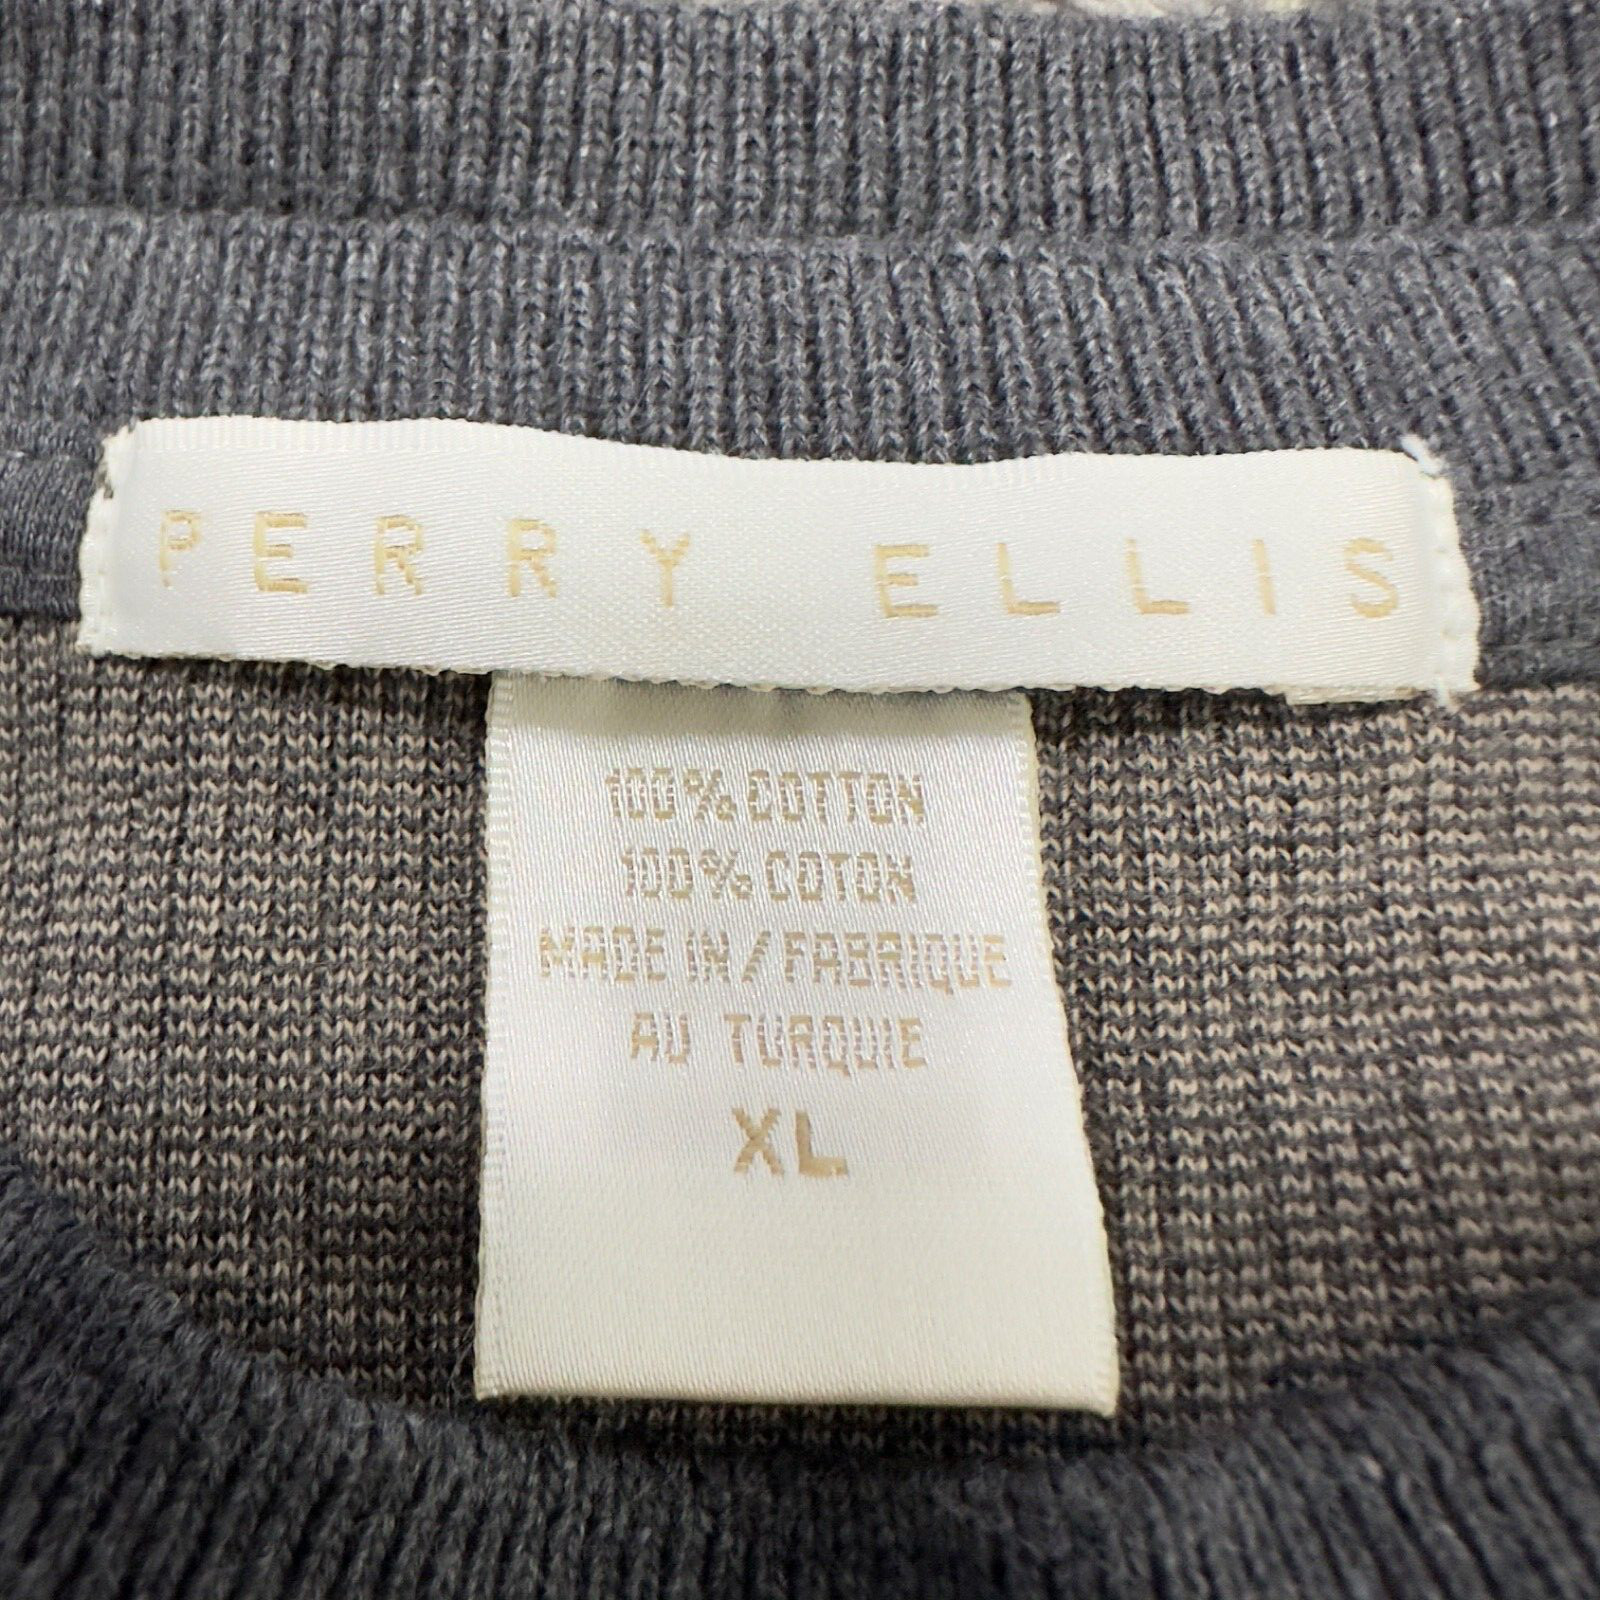 PERRY ELLIS
100% COTTON
100% COTON
MADE IN / FABRIQUE
AU TURQUIE
XL